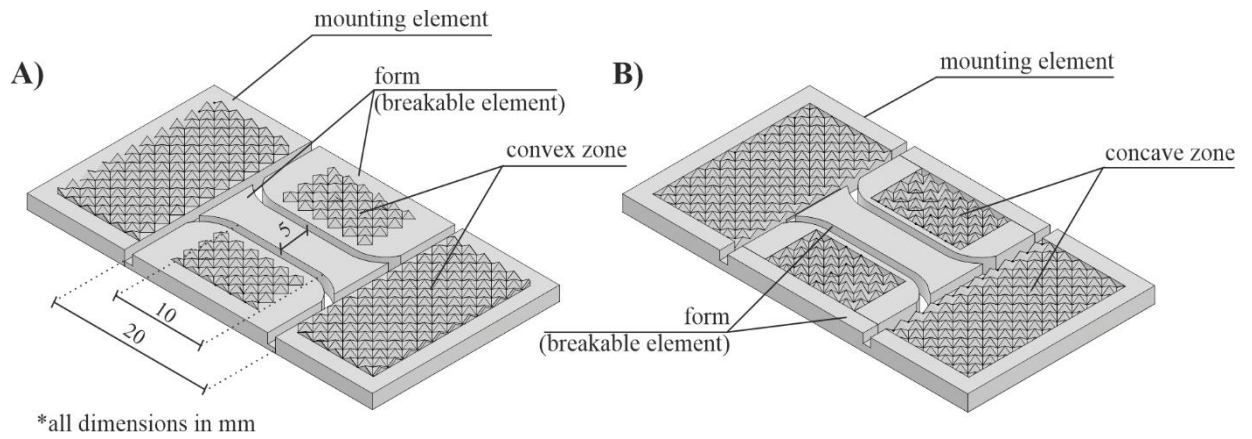 mounting element
A)
form
(breakable element)
convex zone
5
10
20
*all dimensions in mm
B)
mounting element
concave zone
form
(breakable element)